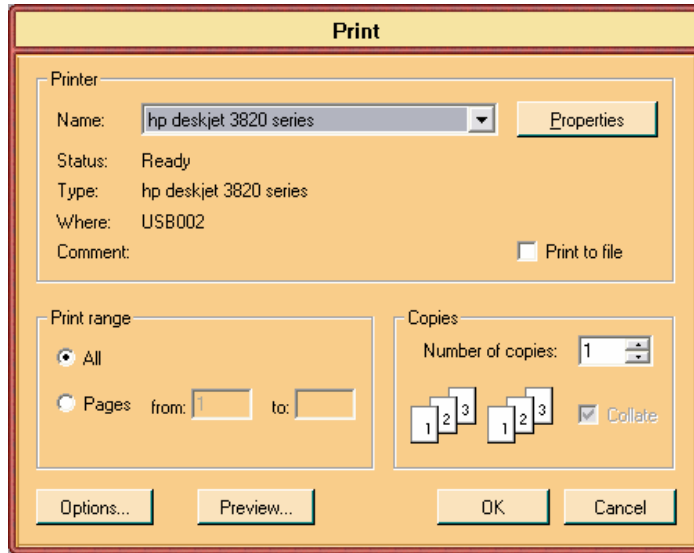 Print
Printer
Name: hp deskjet 3820 series Properties
Status: Ready
Type: hp deskjet 3820 series
Where: USB002
Comment: Print to file
Print range
All
Pages from: 1 to:
Copies
Number of copies: 1
1 2 3 1 2 3 Collate
Options... Preview... OK Cancel